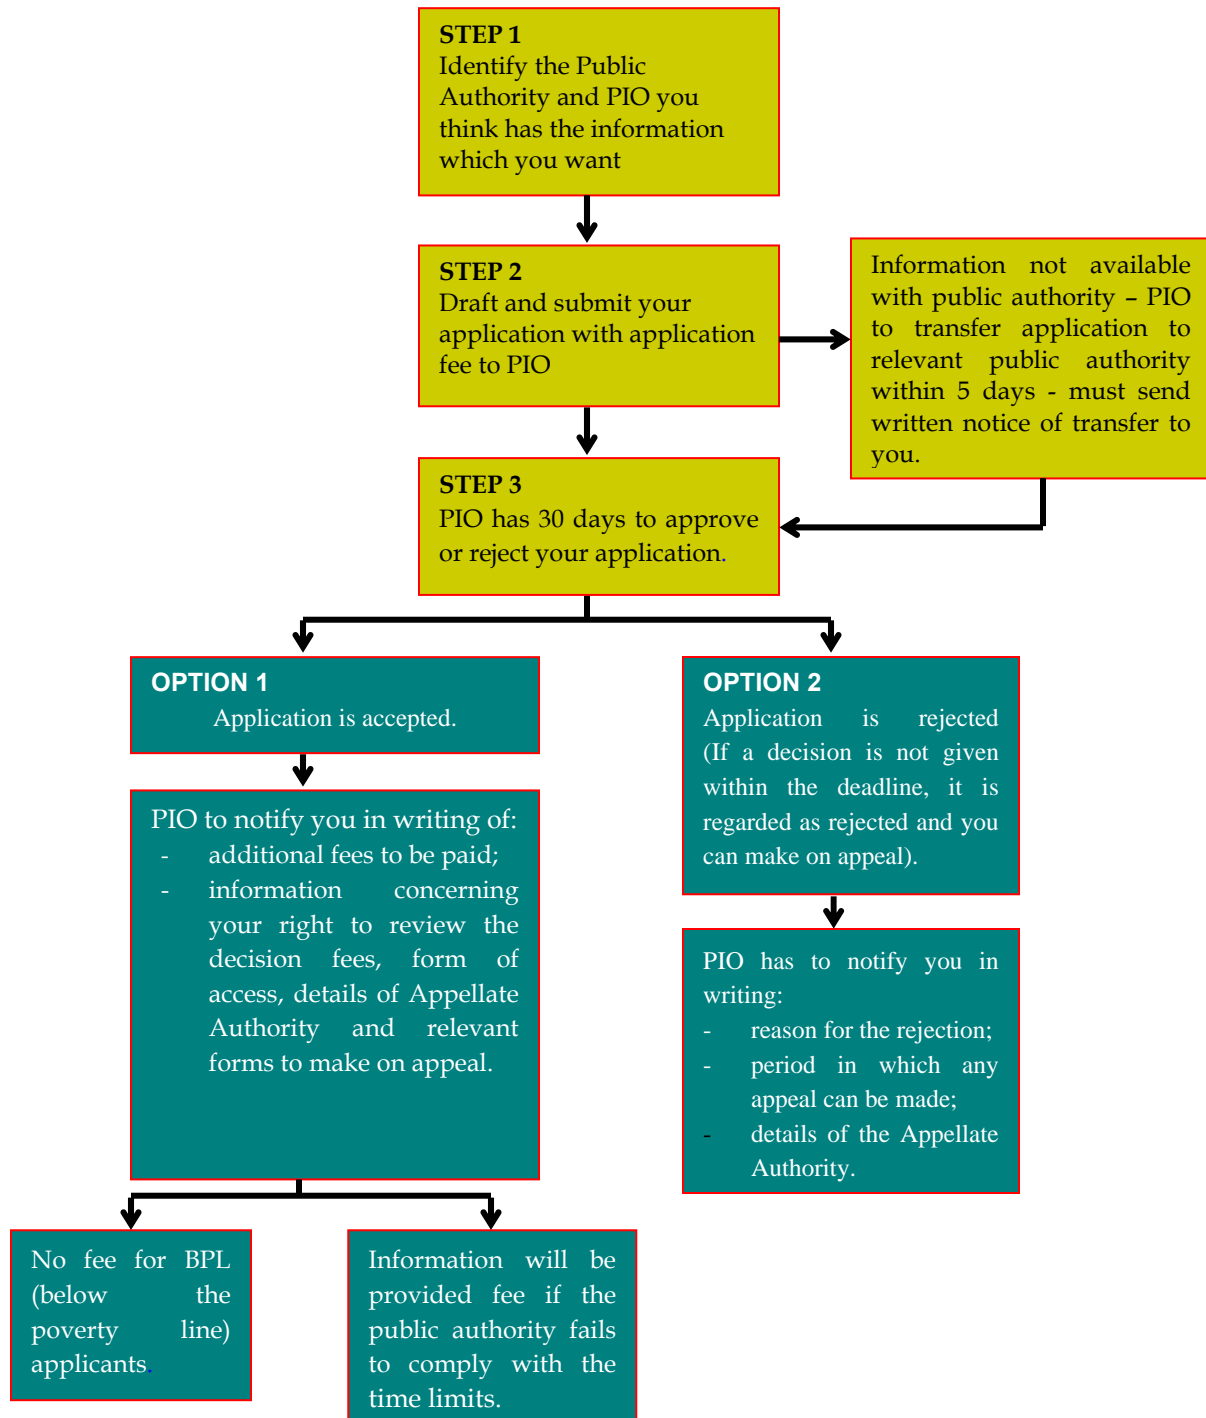 STEP 1
Identify the Public
Authority and PIO you
think has the information
which you want
STEP 2
Draft and submit your
application with application
fee to PIO
Information not available
with public authority – PIO
to transfer application to
relevant public authority
within 5 days - must send
written notice of transfer to
you.
STEP 3
PIO has 30 days to approve
or reject your application.
OPTION 1
Application is accepted.
PIO to notify you in writing of:
- additional fees to be paid;
- information concerning
your right to review the
decision fees, form of
access, details of Appellate
Authority and relevant
forms to make on appeal.
OPTION 2
Application is rejected
(If a decision is not given
within the deadline, it is
regarded as rejected and you
can make on appeal).
PIO has to notify you in
writing:
- reason for the rejection;
- period in which any
appeal can be made;
- details of the Appellate
Authority.
No fee for BPL
(below the
poverty line)
applicants.
Information will be
provided fee if the
public authority fails
to comply with the
time limits.